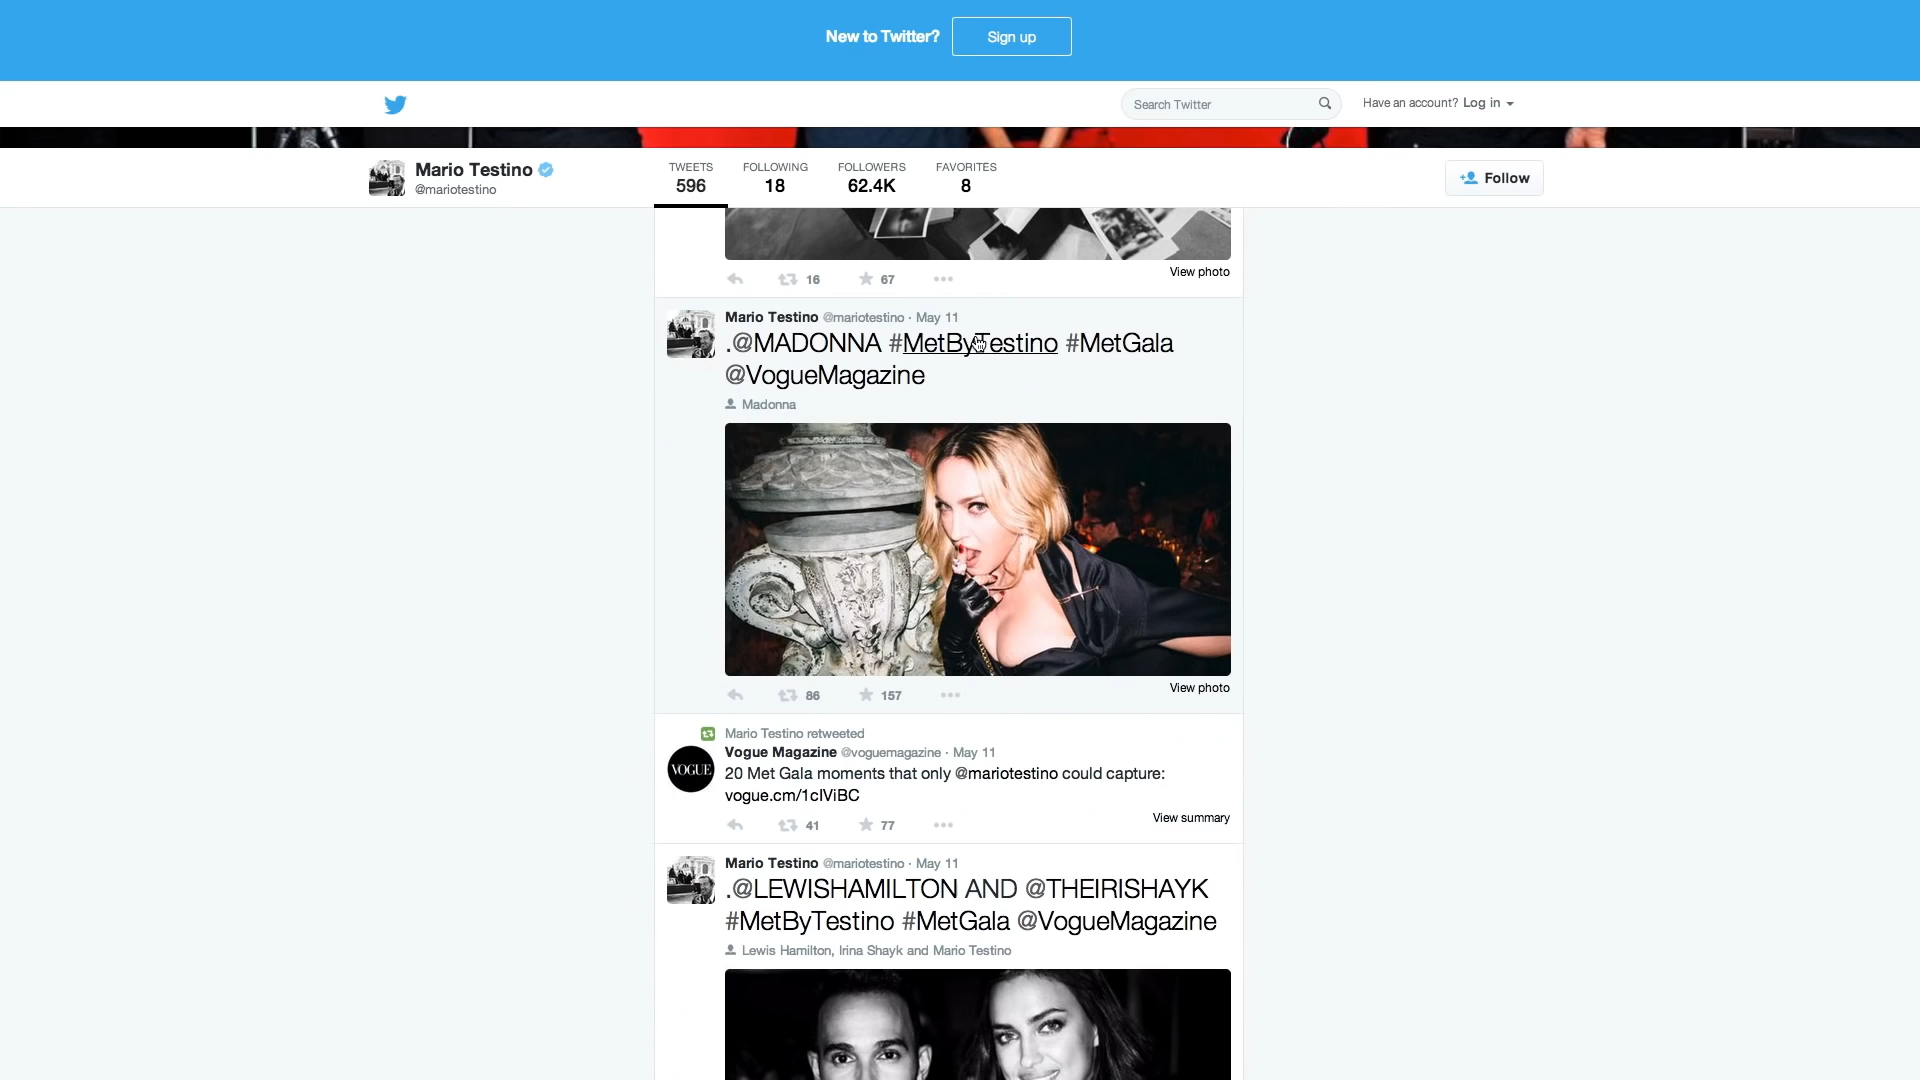 New to Twitter? Sign up
Search Twitter
Have an account? Log in
Mario Testino
@mariotestino
TWEETS FOLLOWING FOLLOWERS FAVORITES
596 18 62.4K 8
Follow
View photo
16 67
Mario Testino @mariotestino · May 11
.@MADONNA #MetByTestino #MetGala
@VogueMagazine
Madonna
View photo
86 157
Mario Testino retweeted
Vogue Magazine @voguemagazine · May 11
VOGUE
20 Met Gala moments that only @mariotestino could capture:
vogue.cm/1cIViBC
View summary
41 77
Mario Testino @mariotestino · May 11
.@LEWISHAMILTON AND @THEIRISHAYK
#MetByTestino #MetGala @VogueMagazine
Lewis Hamilton, Irina Shayk and Mario Testino